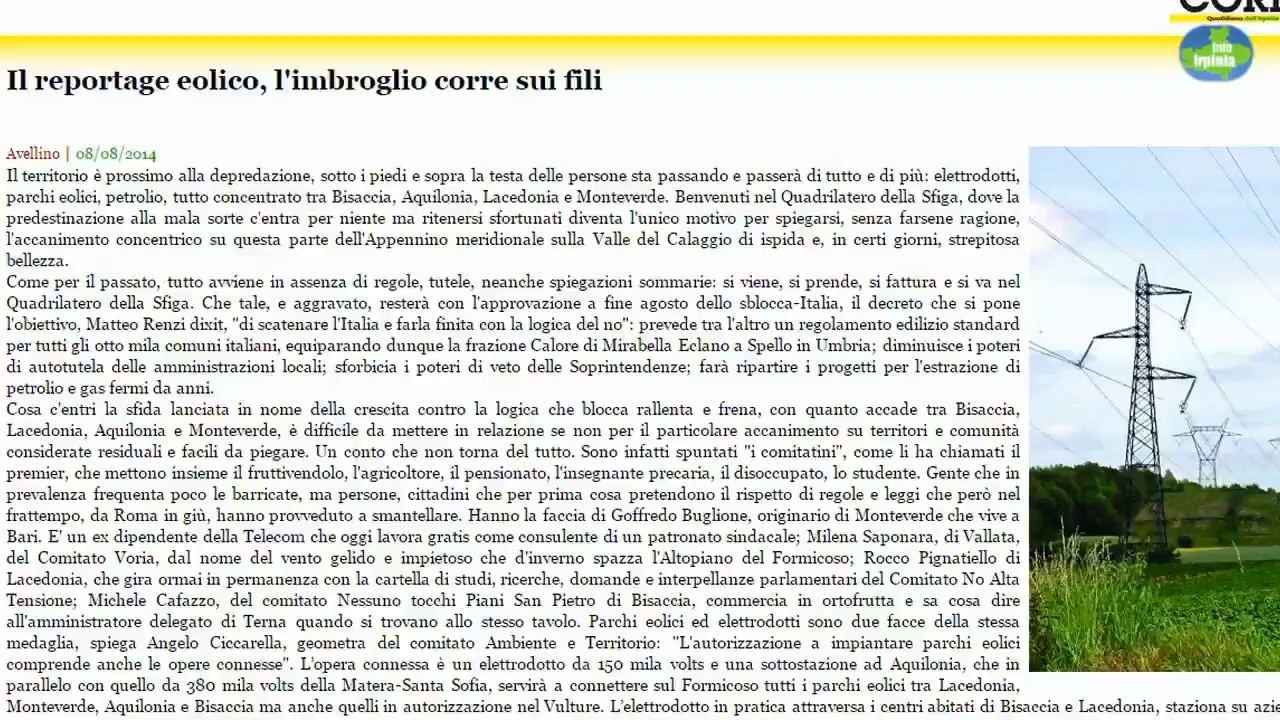 Quotidiano dell'Irpinia
Info
Irpinia
Il reportage eolico, l'imbroglio corre sui fili
Avellino | 08/08/2014
Il territorio è prossimo alla depredazione, sotto i piedi e sopra la testa delle persone sta passando e passerà di tutto e di più: elettrodotti,
parchi eolici, petrolio, tutto concentrato tra Bisaccia, Aquilonia, Lacedonia e Monteverde. Benvenuti nel Quadrilatero della Sfiga, dove la
predestinazione alla mala sorte c'entra per niente ma ritenersi sfortunati diventa l'unico motivo per spiegarsi, senza farsene ragione,
l'accanimento concentrico su questa parte dell'Appennino meridionale sulla Valle del Calaggio di ispida e, in certi giorni, strepitosa
bellezza.
Come per il passato, tutto avviene in assenza di regole, tutele, neanche spiegazioni sommarie: si viene, si prende, si fattura e si va nel
Quadrilatero della Sfiga. Che tale, e aggravato, resterà con l'approvazione a fine agosto dello sblocca-Italia, il decreto che si pone
l'obiettivo, Matteo Renzi dixit, "di scatenare l'Italia e farla finita con la logica del no": prevede tra l'altro un regolamento edilizio standard
per tutti gli otto mila comuni italiani, equiparando dunque la frazione Calore di Mirabella Eclano a Spello in Umbria; diminuisce i poteri
di autotutela delle amministrazioni locali; sforbicia i poteri di veto delle Soprintendenze; farà ripartire i progetti per l'estrazione di
petrolio e gas fermi da anni.
Cosa c'entri la sfida lanciata in nome della crescita contro la logica che blocca rallenta e frena, con quanto accade tra Bisaccia,
Lacedonia, Aquilonia e Monteverde, è difficile da mettere in relazione se non per il particolare accanimento su territori e comunità
considerate residuali e facili da piegare. Un conto che non torna del tutto. Sono infatti spuntati "i comitatini", come li ha chiamati il
premier, che mettono insieme il fruttivendolo, l'agricoltore, il pensionato, l'insegnante precaria, il disoccupato, lo studente. Gente che in
prevalenza frequenta poco le barricate, ma persone, cittadini che per prima cosa pretendono il rispetto di regole e leggi che però nel
frattempo, da Roma in giù, hanno provveduto a smantellare. Hanno la faccia di Goffredo Buglione, originario di Monteverde che vive a
Bari. E' un ex dipendente della Telecom che oggi lavora gratis come consulente di un patronato sindacale; Milena Saponara, di Vallata,
del Comitato Voria, dal nome del vento gelido e impietoso che d'inverno spazza l'Altopiano del Formicoso; Rocco Pignatiello di
Lacedonia, che gira ormai in permanenza con la cartella di studi, ricerche, domande e interpellanze parlamentari del Comitato No Alta
Tensione; Michele Cafazzo, del comitato Nessuno tocchi Piani San Pietro di Bisaccia, commercia in ortofrutta e sa cosa dire
all'amministratore delegato di Terna quando si trovano allo stesso tavolo. Parchi eolici ed elettrodotti sono due facce della stessa
medaglia, spiega Angelo Ciccarella, geometra del comitato Ambiente e Territorio: "L'autorizzazione a impiantare parchi eolici
comprende anche le opere connesse". L'opera connessa è un elettrodotto da 150 mila volts e una sottostazione ad Aquilonia, che in
parallelo con quello da 380 mila volts della Matera-Santa Sofia, servirà a connettere sul Formicoso tutti i parchi eolici tra Lacedonia,
Monteverde, Aquilonia e Bisaccia ma anche quelli in autorizzazione nel Vulture. L'elettrodotto in pratica attraversa i centri abitati di Bisaccia e Lacedonia, staziona su